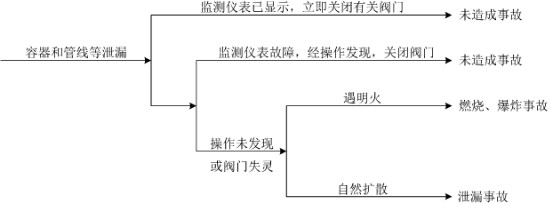 监测仪表已显示，立即关闭有关阀门
未造成事故
容器和管线等泄漏
监测仪表故障，经操作发现，关闭阀门
未造成事故
遇明火
燃烧、爆炸事故
操作未发现
或阀门失灵
自然扩散
泄漏事故